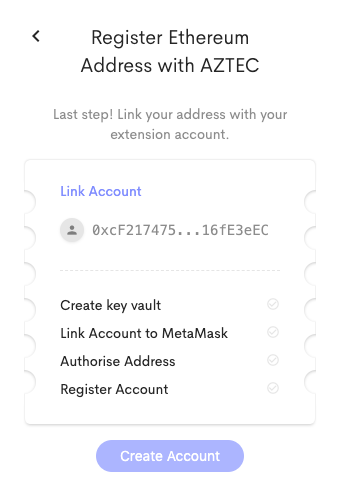 Register Ethereum
Address with AZTEC
Last step! Link your address with your
extension account.
Link Account
0xcF217475...16fE3eEC
Create key vault
Link Account to MetaMask
Authorise Address
Register Account
Create Account